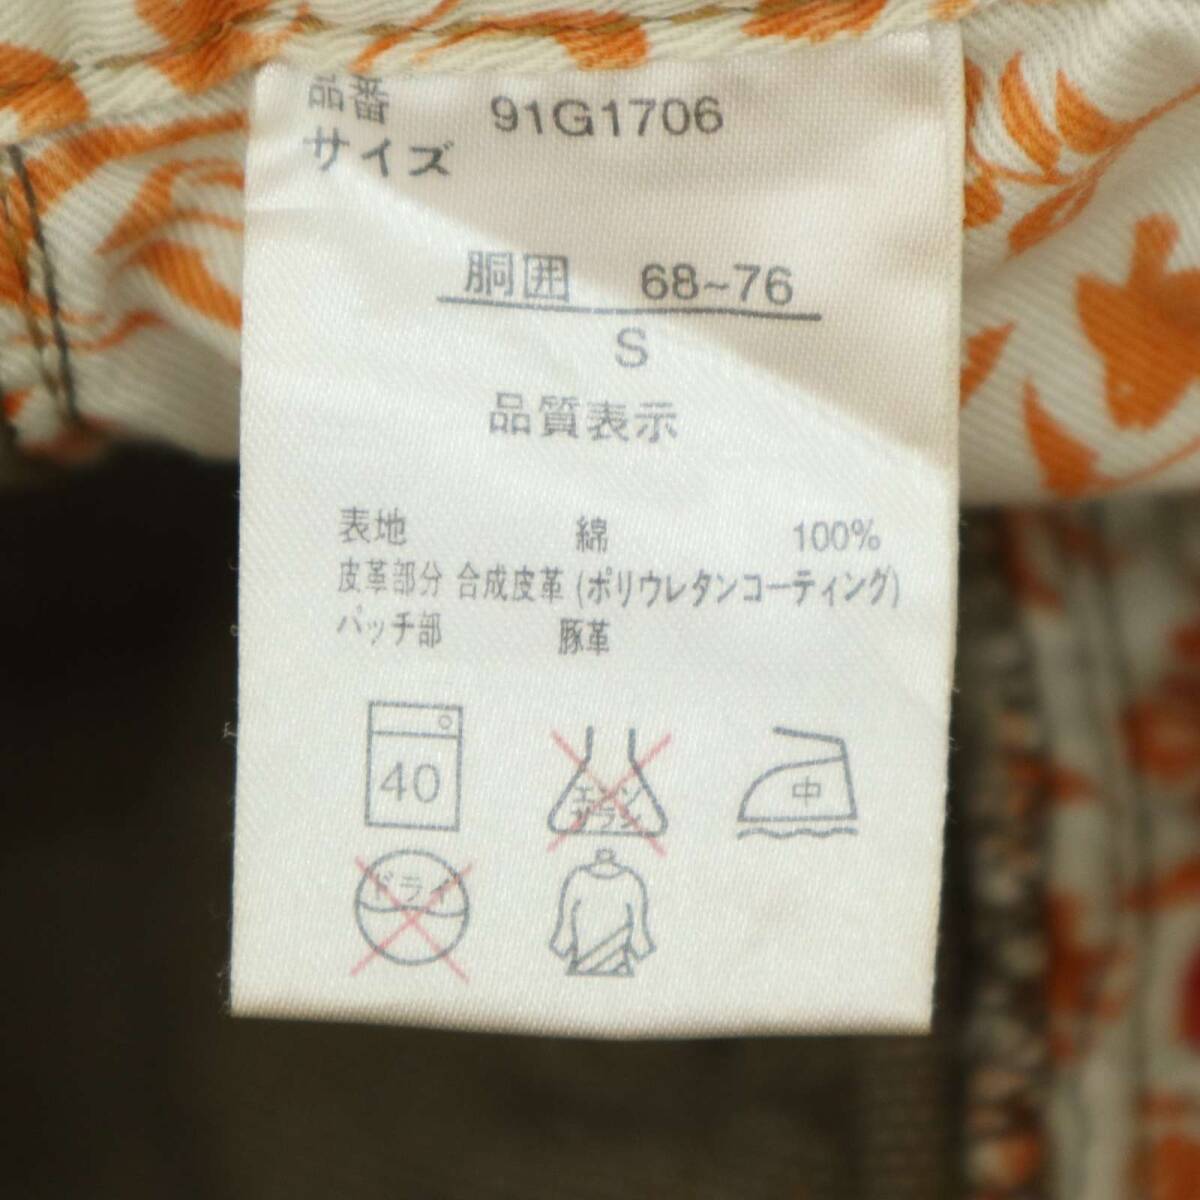 品番 91G1706
サイズ
胴囲 68~76
S
品質表示
表地 綿 100%
皮革部分 合成皮革 (ポリウレタンコーティング)
パッチ部 豚革
40
エンソ
サラシ
中
ドライ